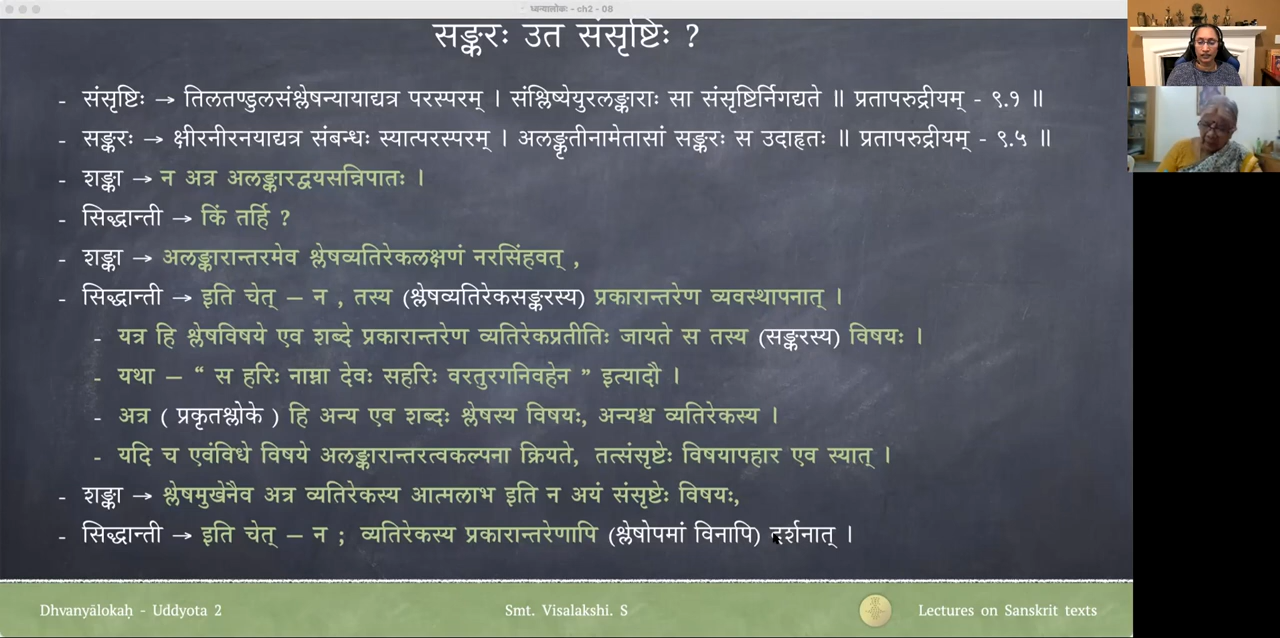 ध्वन्यालोकः - ch2 - 08
सङ्करः उत संसृष्टिः ?
- संसृष्टिः → तिलतण्डुलसंश्लेषन्यायाद्यत्र परस्परम् । संश्लिष्येयुरलङ्काराः सा संसृष्टिर्निगद्यते ॥ प्रतापरुद्रीयम् - ९.१ ॥
- सङ्करः → क्षीरनीरनयाद्यत्र संबन्धः स्यात्परस्परम् । अलङ्कृतीनामेतासां सङ्करः स उदाहृतः ॥ प्रतापरुद्रीयम् - ९.५ ॥
- शङ्का → न अत्र अलङ्कारद्वयसन्निपातः ।
- सिद्धान्ती → किं तर्हि ?
- शङ्का → अलङ्कारान्तरमेव श्लेषव्यतिरेकलक्षणं नरसिंहवत् ,
- सिद्धान्ती → इति चेत् – न , तस्य (श्लेषव्यतिरेकसङ्करस्य) प्रकारान्तरेण व्यवस्थापनात् ।
- यत्र हि श्लेषविषये एव शब्दे प्रकारान्तरेण व्यतिरेकप्रतीतिः जायते स तस्य (सङ्करस्य) विषयः ।
- यथा – “ स हरिः नाम्ना देवः सहरिः वरतुरगनिवहेन ” इत्यादौ ।
- अत्र ( प्रकृतश्लोके ) हि अन्य एव शब्दः श्लेषस्य विषयः, अन्यश्च व्यतिरेकस्य ।
- यदि च एवंविधे विषये अलङ्कारान्तरत्वकल्पना क्रियते, तत्संसृष्टेः विषयापहार एव स्यात् ।
- शङ्का → श्लेषमुखेनैव अत्र व्यतिरेकस्य आत्मलाभ इति न अयं संसृष्टेः विषयः,
- सिद्धान्ती → इति चेत् – न ; व्यतिरेकस्य प्रकारान्तरेणापि (श्लेषोपमां विनापि) दर्शनात् ।
Dhvanyālokaḥ - Uddyota 2
Smt. Visalakshi. S
Lectures on Sanskrit texts